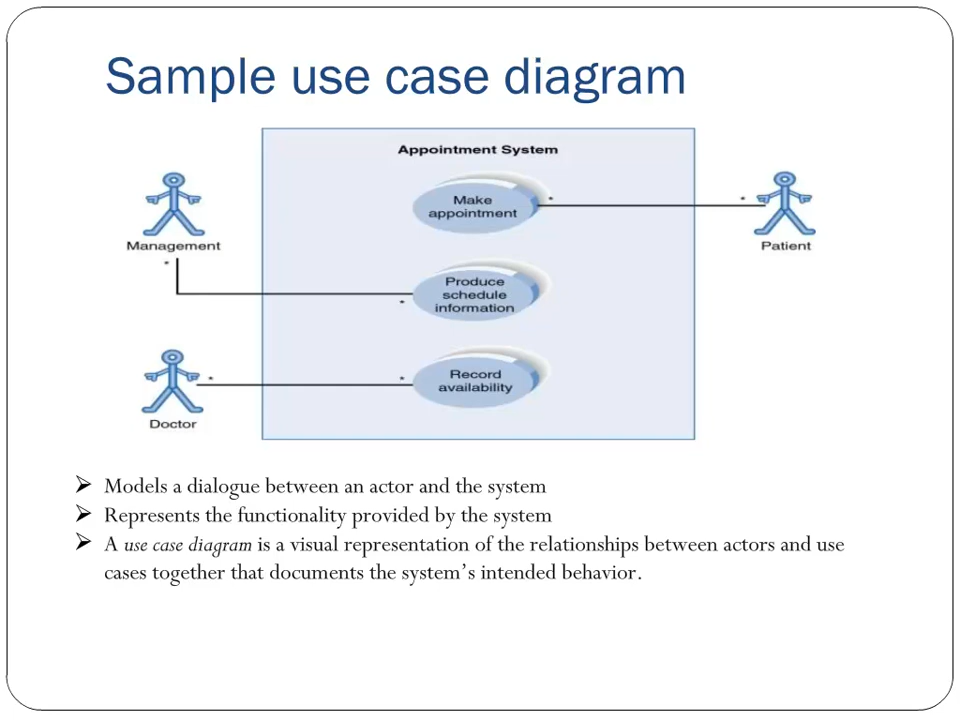 Sample use case diagram
Appointment System
Make
appointment
*
*
Management
Patient
*
Produce
schedule
information
*
*
*
Record
availability
Doctor
➢ Models a dialogue between an actor and the system
➢ Represents the functionality provided by the system
➢ A use case diagram is a visual representation of the relationships between actors and use
cases together that documents the system’s intended behavior.